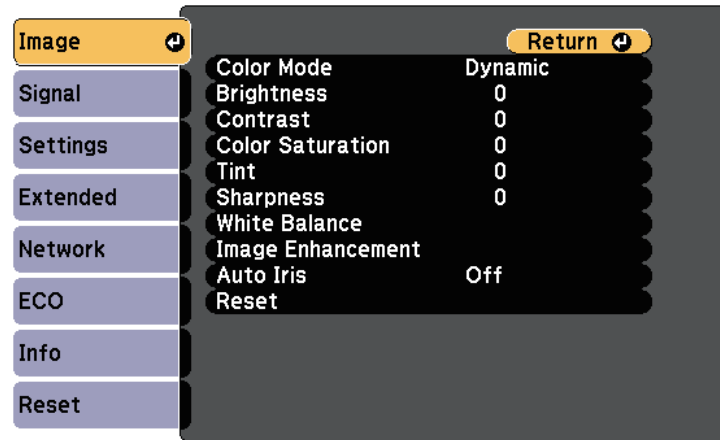 Image
Signal
Settings
Extended
Network
ECO
Info
Reset
Return
Color Mode Dynamic
Brightness 0
Contrast 0
Color Saturation 0
Tint 0
Sharpness 0
White Balance
Image Enhancement
Auto Iris Off
Reset